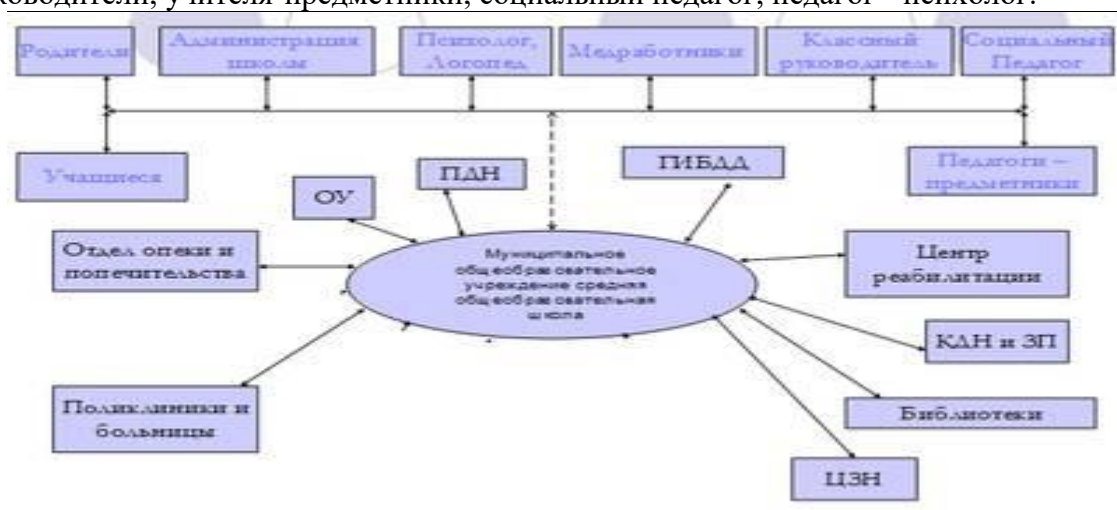 ководители, учителя-предметники, социальный педагог, педагог - психолог.
Родители
Администрация
школы
Психолог,
Логопед
Медработники
Классный
руководитель
Социальный
Педагог
Учащиеся
ПДН
ГИБДД
Педагоги –
предметники
ОУ
Отдел опеки и
попечительства
Муниципальное
общеобразовательное
учреждение средняя
общеобразовательная
школа
Центр
реабилитации
КДН и ЗП
Поликлиники и
больницы
Библиотеки
ЦЗН